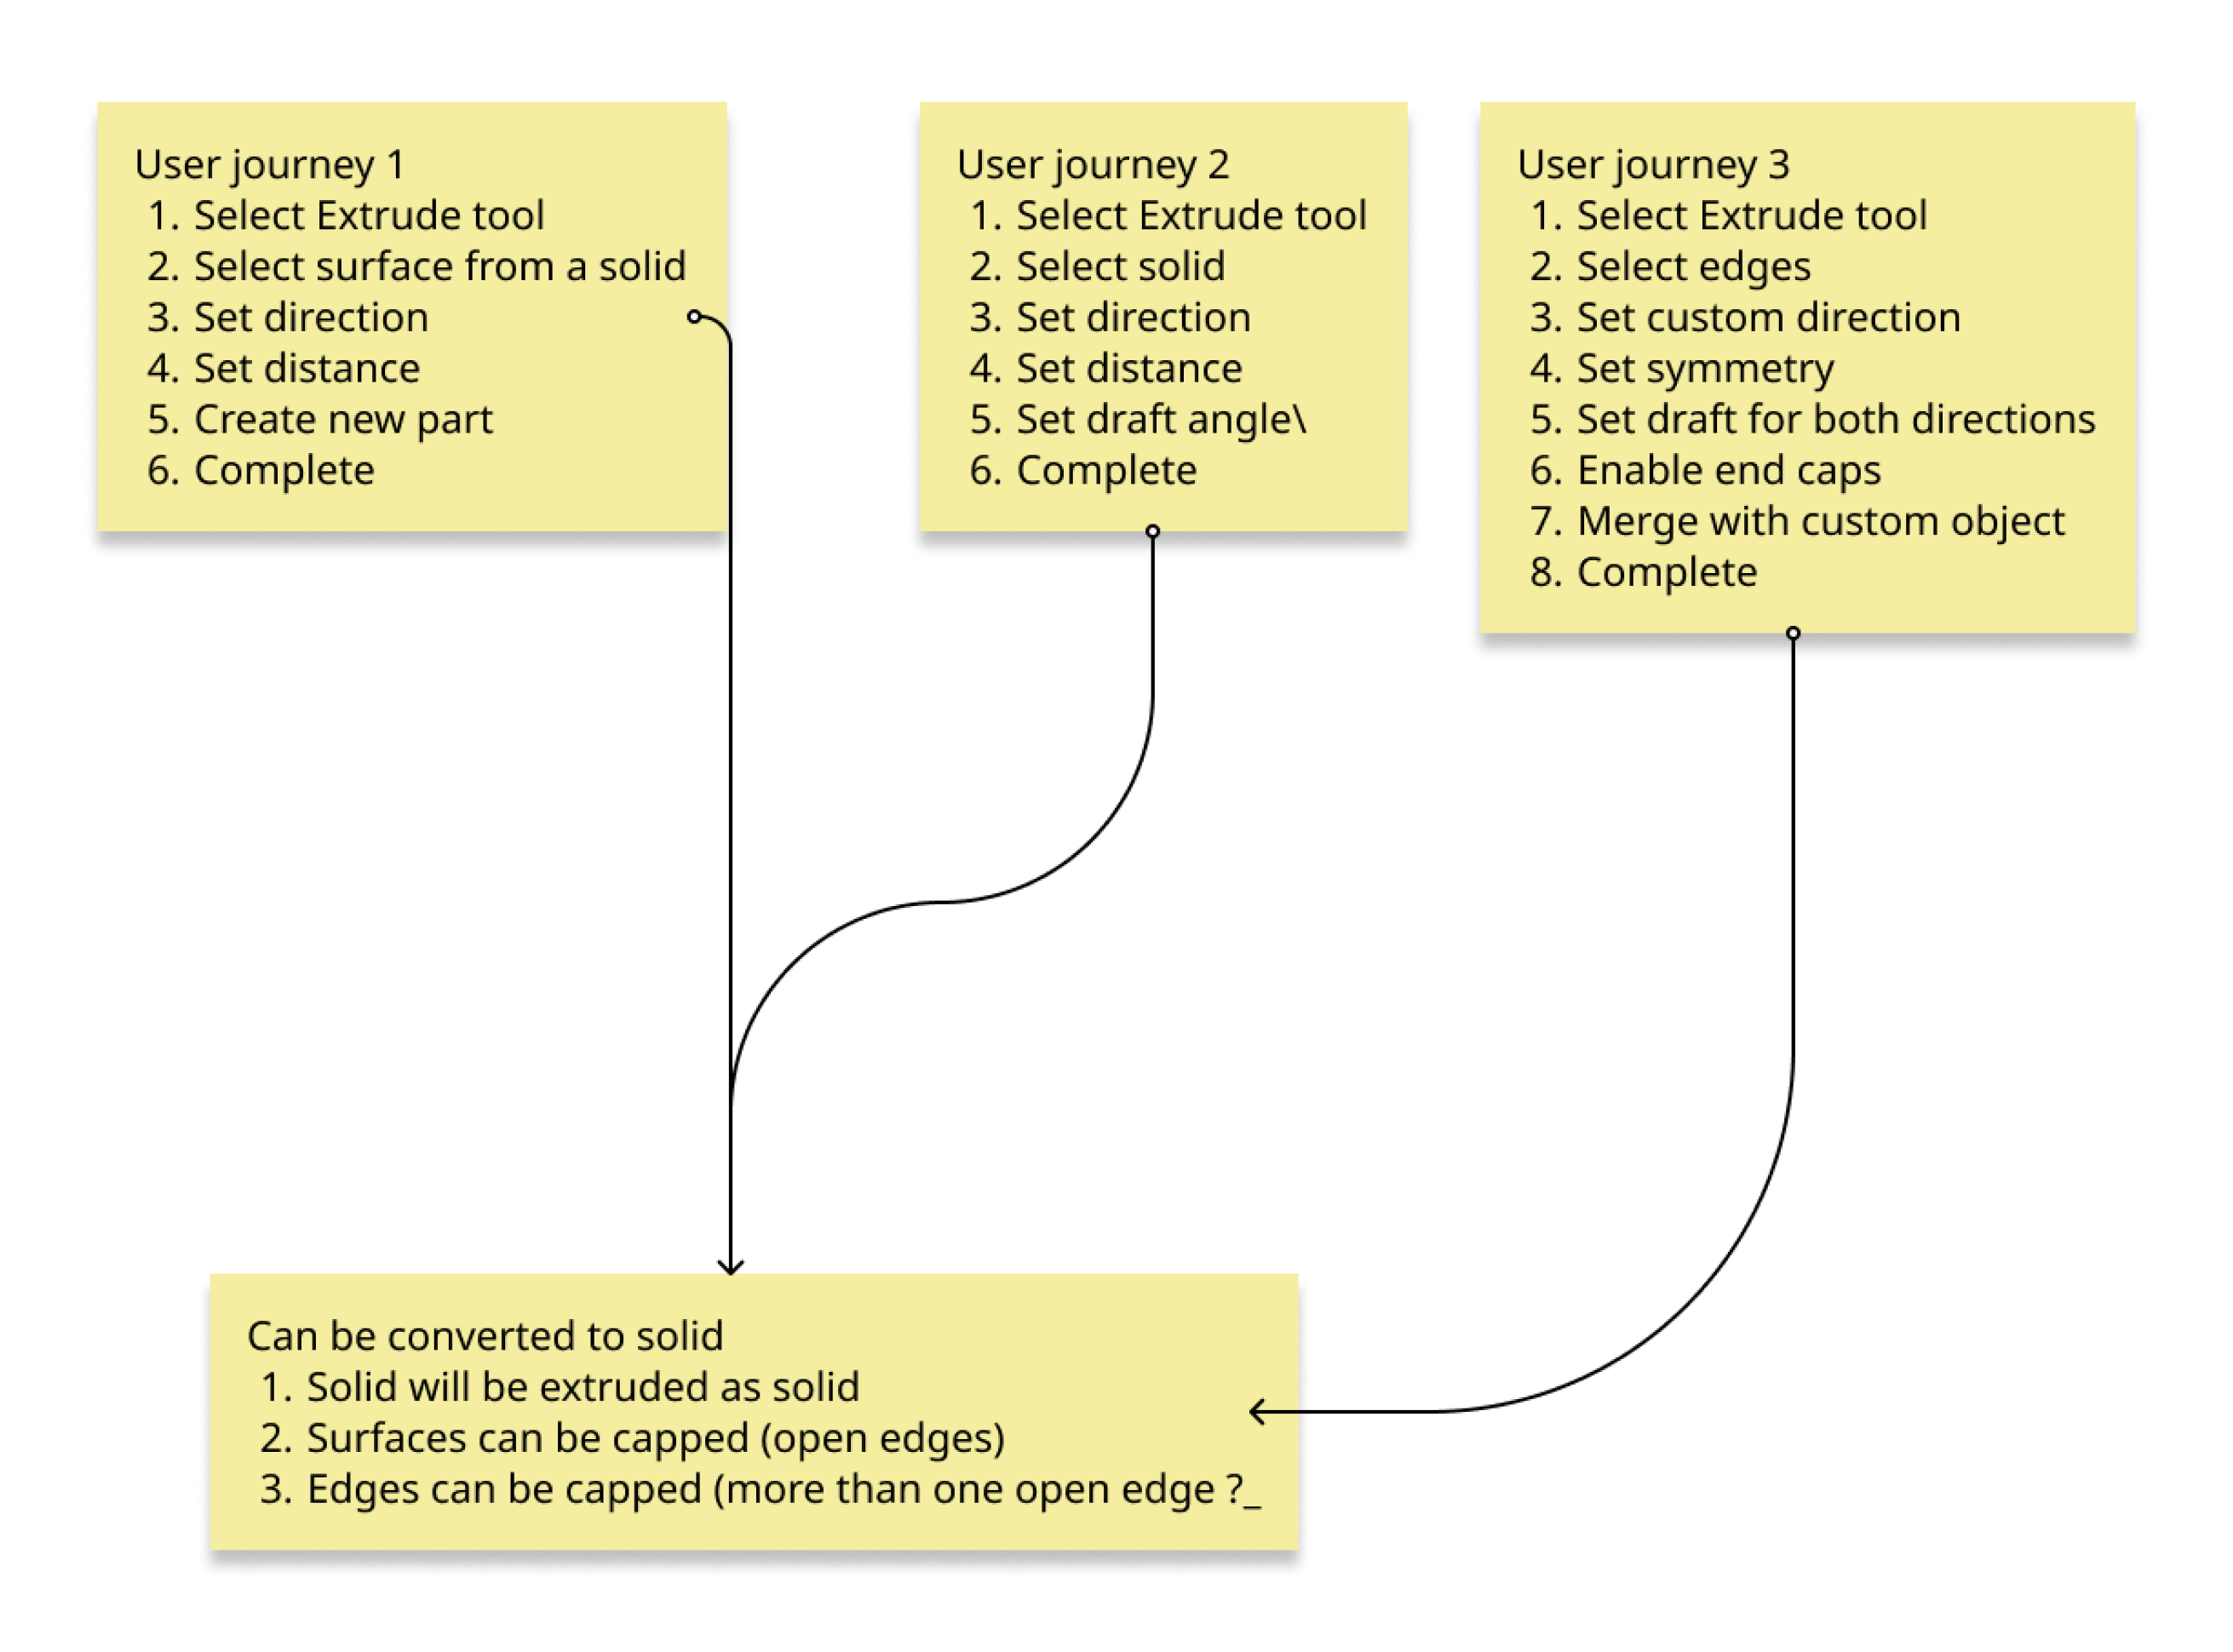 User journey 1
1. Select Extrude tool
2. Select surface from a solid
3. Set direction
4. Set distance
5. Create new part
6. Complete
User journey 2
1. Select Extrude tool
2. Select solid
3. Set direction
4. Set distance
5. Set draft angle\
6. Complete
User journey 3
1. Select Extrude tool
2. Select edges
3. Set custom direction
4. Set symmetry
5. Set draft for both directions
6. Enable end caps
7. Merge with custom object
8. Complete
Can be converted to solid
1. Solid will be extruded as solid
2. Surfaces can be capped (open edges)
3. Edges can be capped (more than one open edge ?_